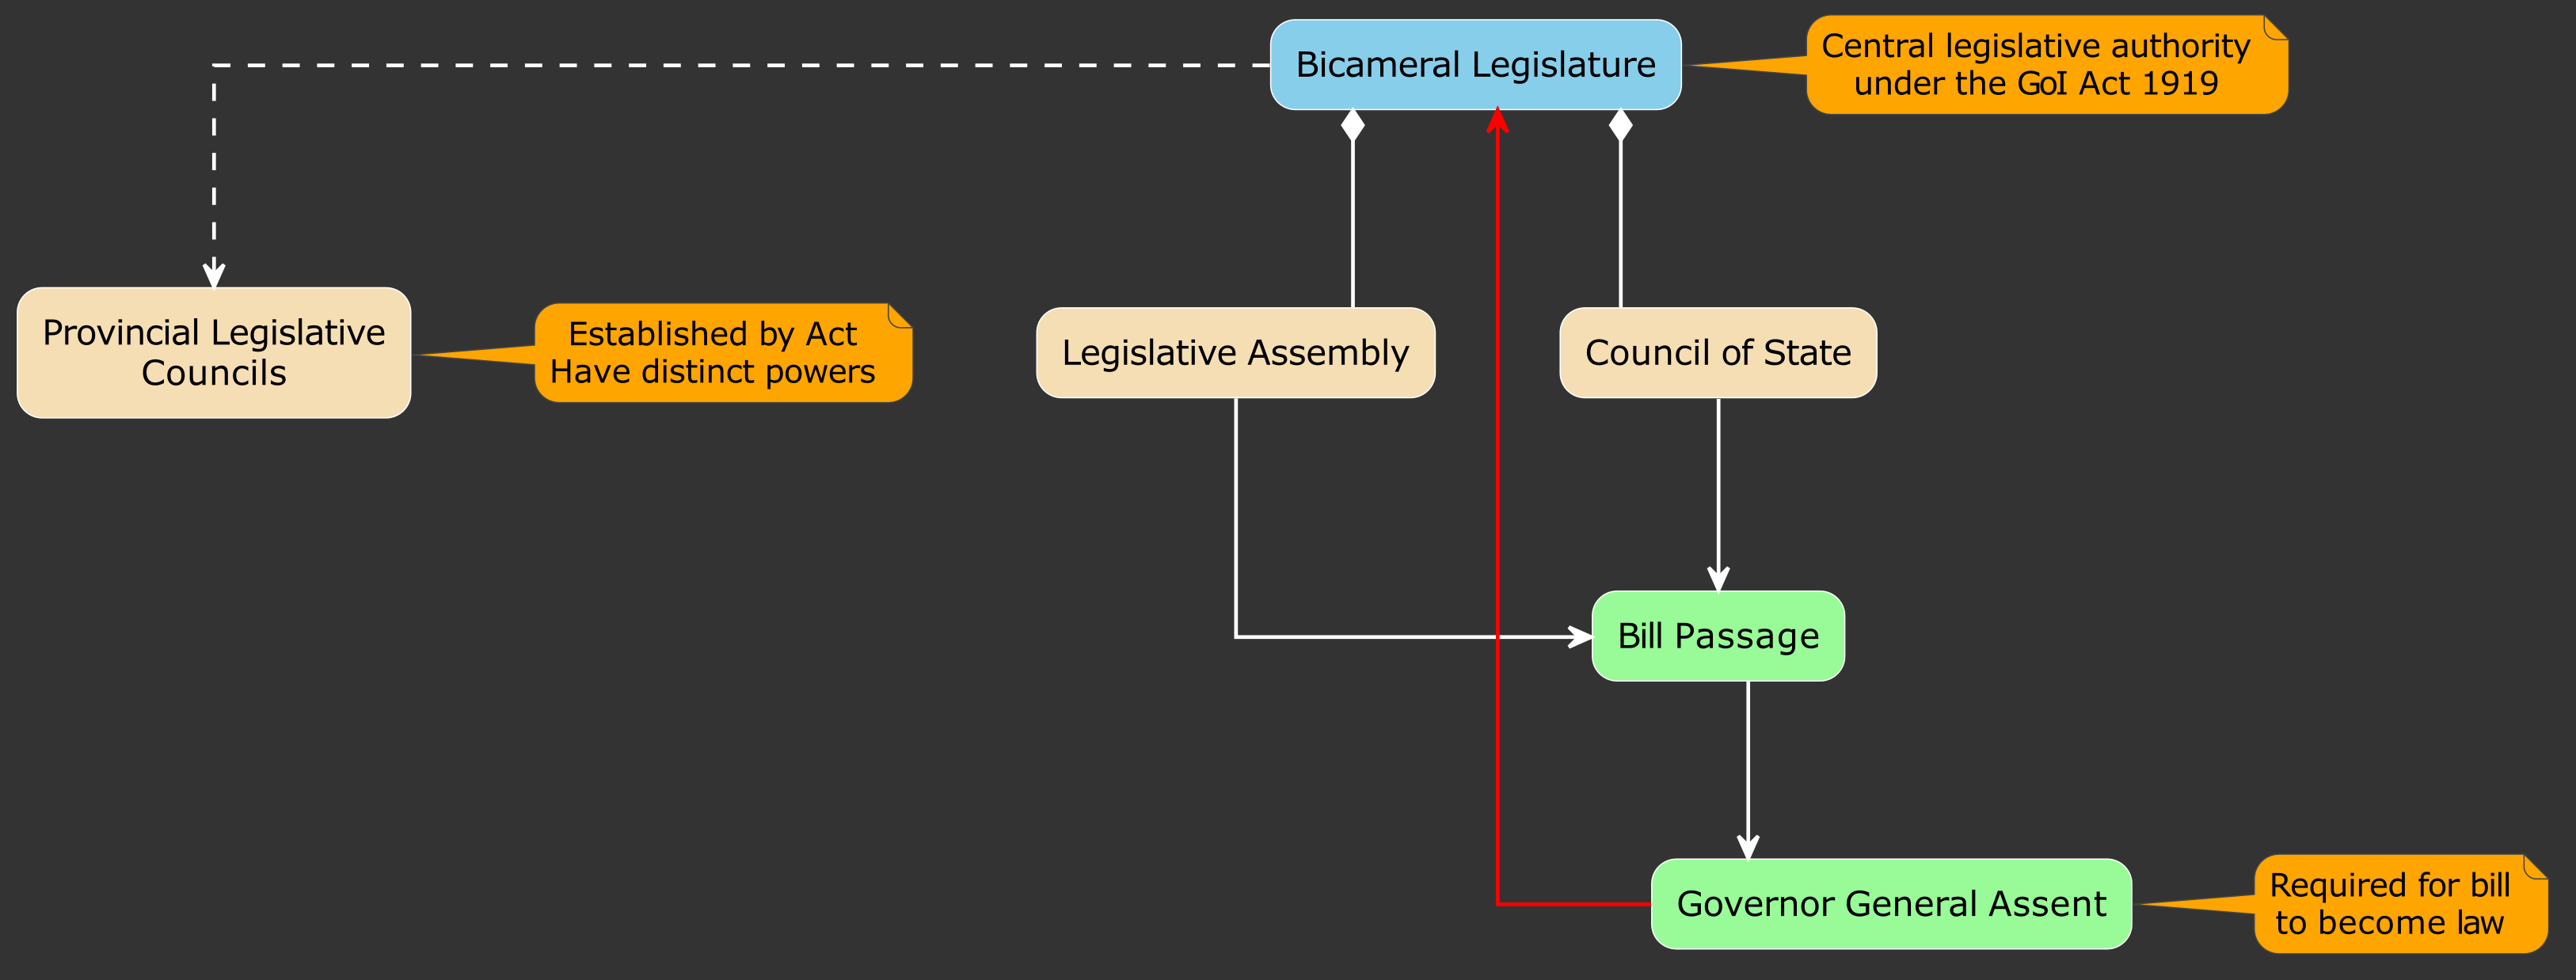 Bicameral Legislature
Central legislative authority
under the GoI Act 1919
Provincial Legislative
Councils
Established by Act
Have distinct powers
Legislative Assembly
Council of State
Bill Passage
Governor General Assent
Required for bill
to become law